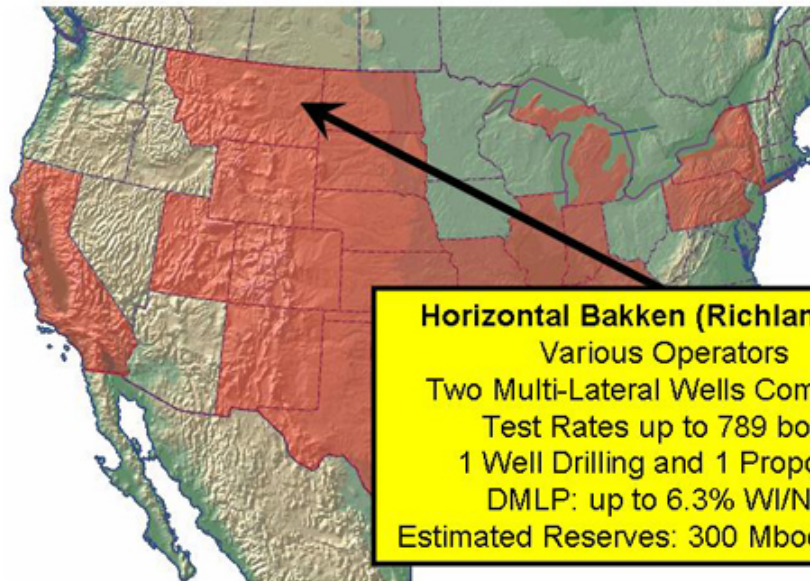 Horizontal Bakken (Richlan
Various Operators
Two Multi-Lateral Wells Com
Test Rates up to 789 bo
1 Well Drilling and 1 Propo
DMLP: up to 6.3% WI/N
Estimated Reserves: 300 Mboe